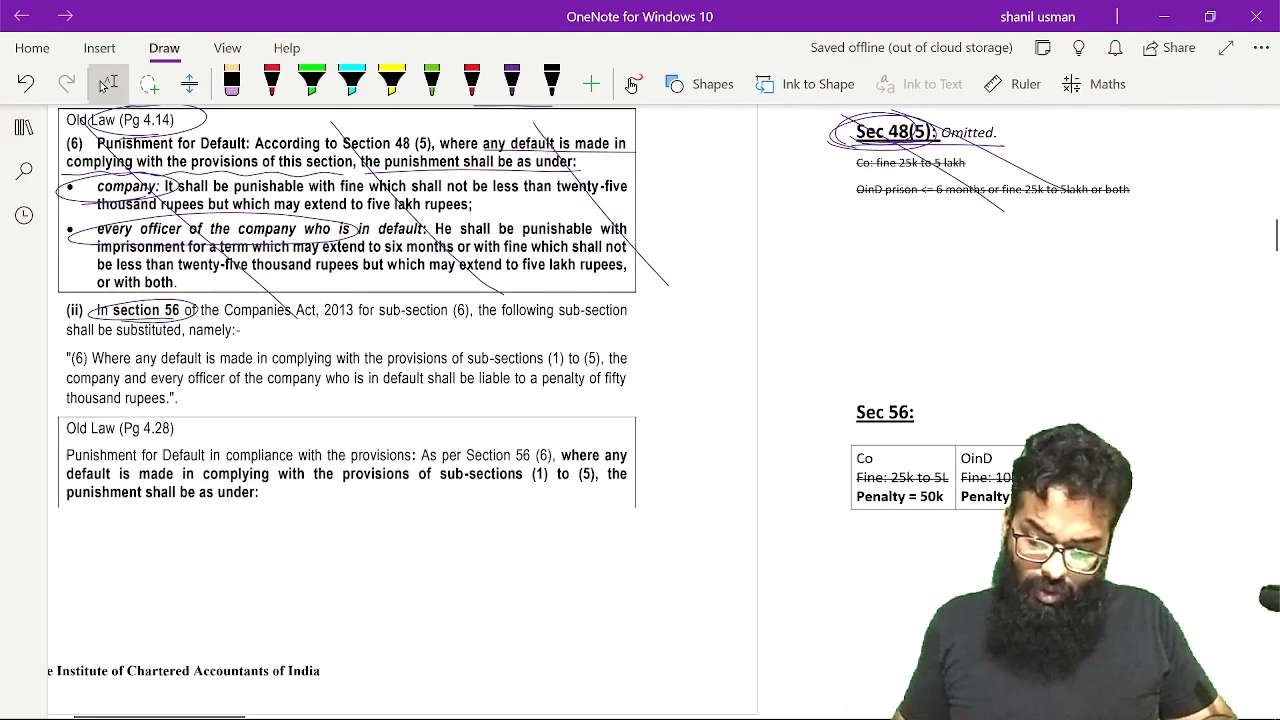 OneNote for Windows 10
shanil usman
Home Insert Draw View Help
Saved offline (out of cloud storage)
Share
Shapes
Ink to Shape
Ink to Text
Ruler
Maths
Old Law (Pg 4.14)
(6) Punishment for Default: According to Section 48 (5), where any default is made in
complying with the provisions of this section, the punishment shall be as under:
• company: It shall be punishable with fine which shall not be less than twenty-five
thousand rupees but which may extend to five lakh rupees;
• every officer of the company who is in default: He shall be punishable with
imprisonment for a term which may extend to six months or with fine which shall not
be less than twenty-five thousand rupees but which may extend to five lakh rupees,
or with both.
(ii) In section 56 of the Companies Act, 2013 for sub-section (6), the following sub-section
shall be substituted, namely:-
"(6) Where any default is made in complying with the provisions of sub-sections (1) to (5), the
company and every officer of the company who is in default shall be liable to a penalty of fifty
thousand rupees.".
Old Law (Pg 4.28)
Punishment for Default in compliance with the provisions: As per Section 56 (6), where any
default is made in complying with the provisions of sub-sections (1) to (5), the
punishment shall be as under:
e Institute of Chartered Accountants of India
Sec 48(5): Omitted.
Co: fine 25k to 5 lakh
OinD prison <= 6 months or fine 25k to 5lakh or both
Sec 56:
Co
Fine: 25k to 5L
Penalty = 50k
OinD
Fine: 10
Penalty